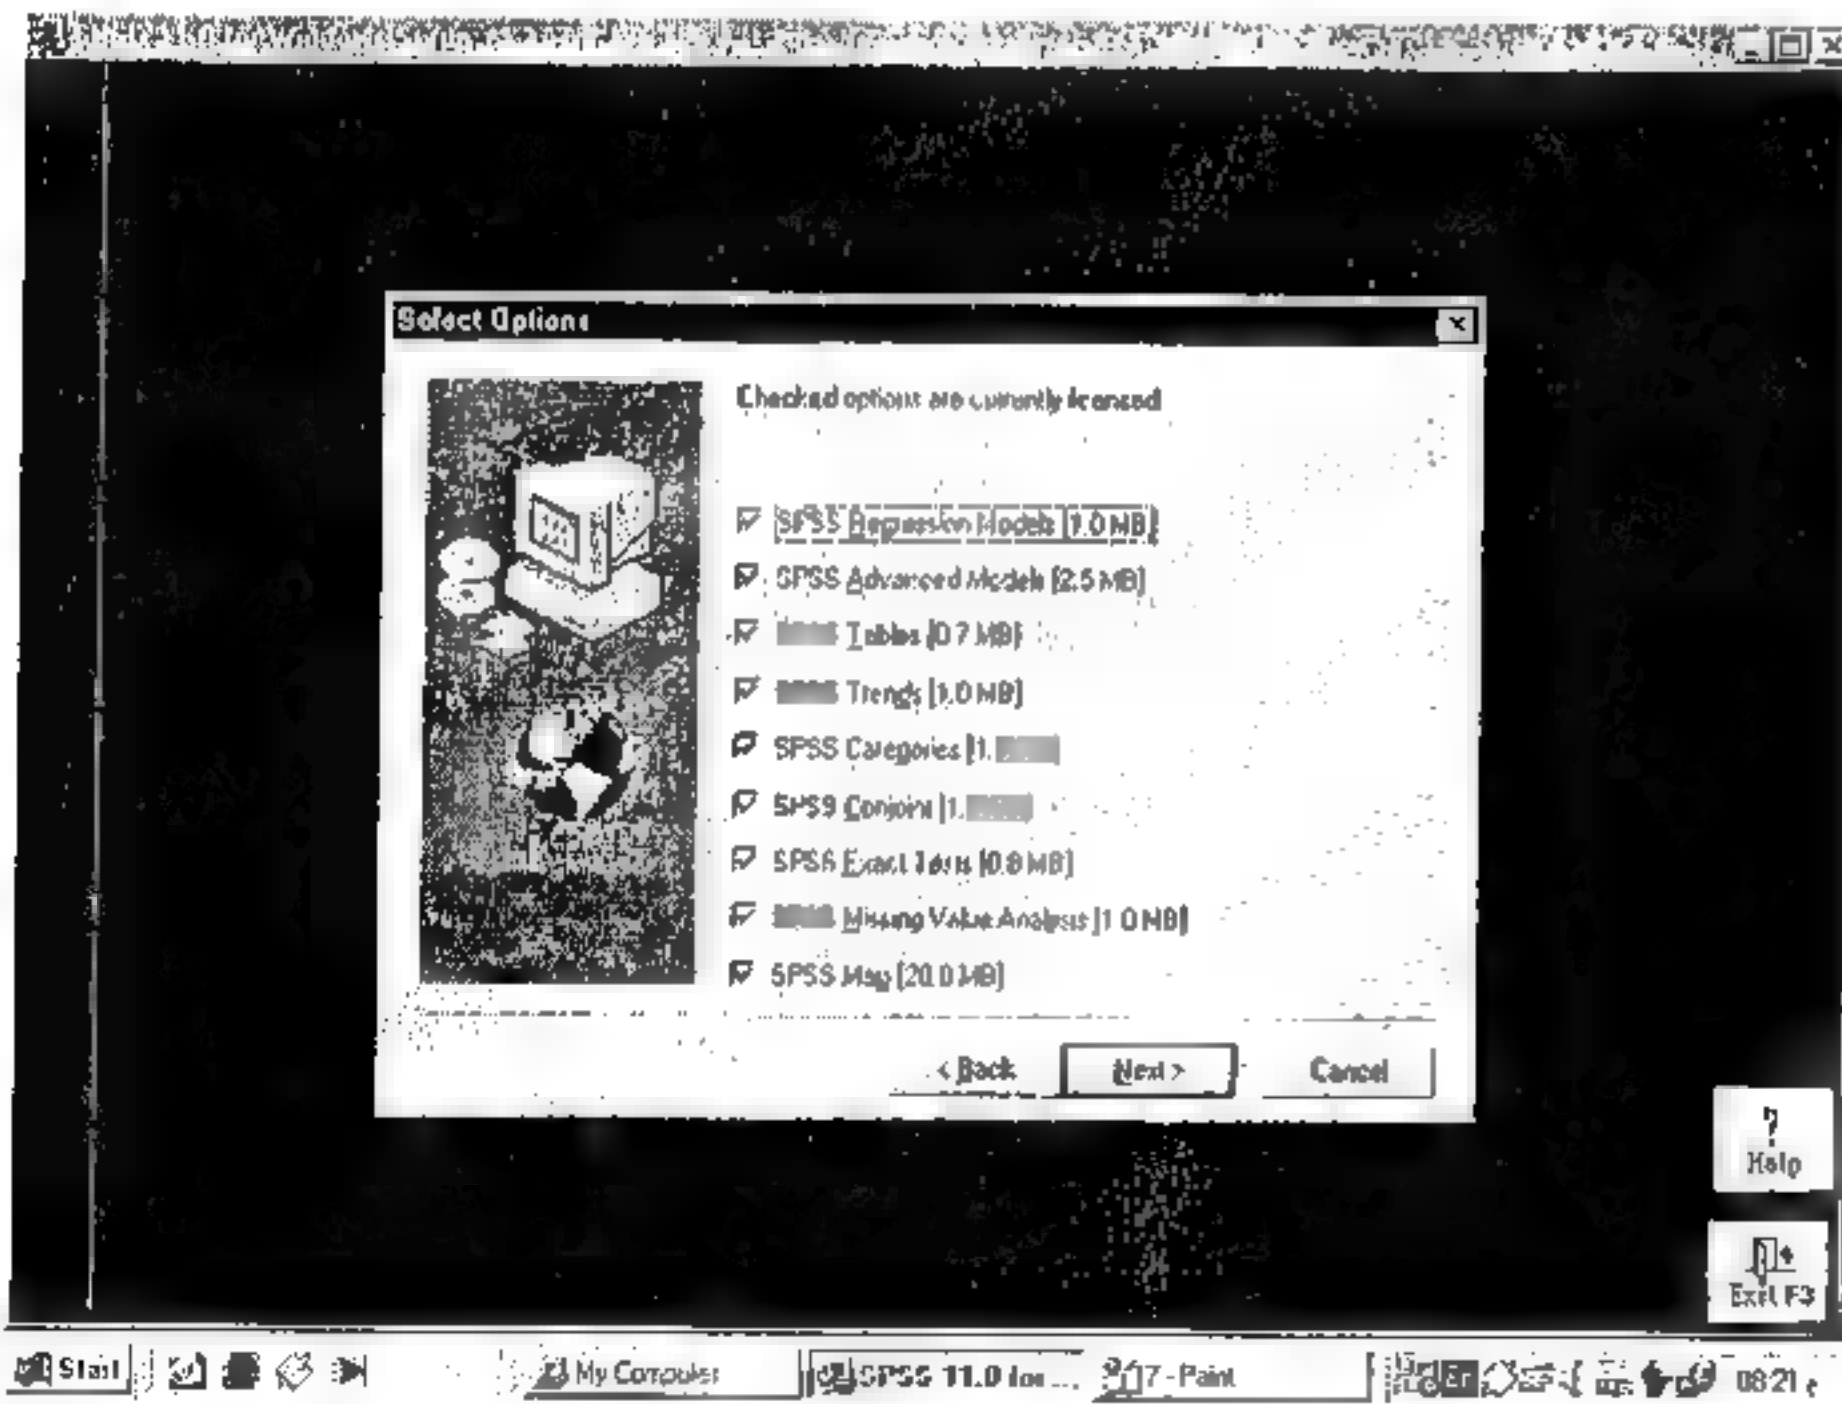 Select Options
Checked options are currently licensed
SPSS Regression Models [1.0 MB]
SPSS Advanced Models [2.5 MB]
Tables [0.7 MB]
Trends [1.0 MB]
SPSS Categories [1.
SPSS Conjoint [1.
SPSS Exact Tests [0.8 MB]
Missing Value Analysis [1.0 MB]
SPSS Map [20.0 MB]
< Back
Next >
Cancel
?
Help
Exit F3
Start
My Computer
SPSS 11.0 for ...
7 - Paint
En
08:21